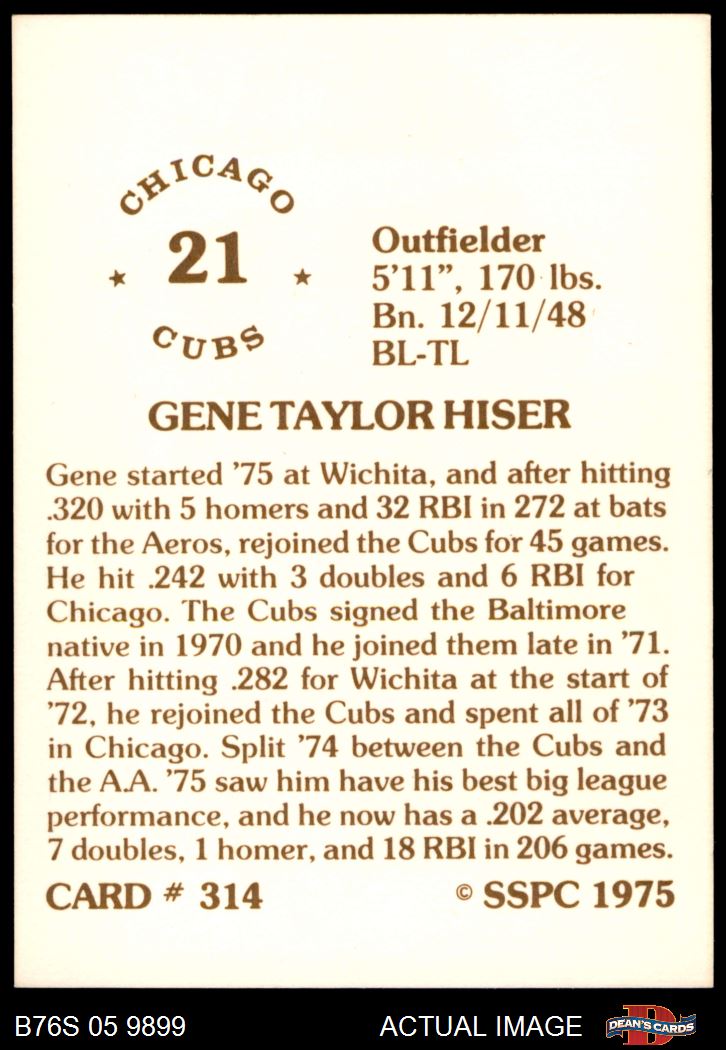 CHICAGO
21
CUBS
Outfielder
5'11", 170 lbs.
Bn. 12/11/48
BL-TL
GENE TAYLOR HISER
Gene started '75 at Wichita, and after hitting
.320 with 5 homers and 32 RBI in 272 at bats
for the Aeros, rejoined the Cubs for 45 games.
He hit .242 with 3 doubles and 6 RBI for
Chicago. The Cubs signed the Baltimore
native in 1970 and he joined them late in '71.
After hitting .282 for Wichita at the start of
'72, he rejoined the Cubs and spent all of '73
in Chicago. Split '74 between the Cubs and
the A.A. '75 saw him have his best big league
performance, and he now has a .202 average,
7 doubles, 1 homer, and 18 RBI in 206 games.
CARD # 314 © SSPC 1975
B76S 05 9899 ACTUAL IMAGE D DEAN'S CARDS